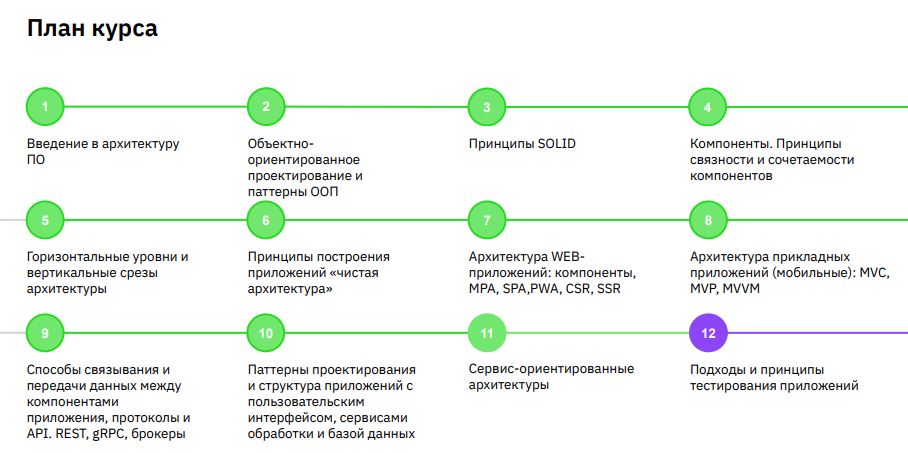 План курса
1
2
3
4
Введение в архитектуру
ПО
Объектно-
ориентированное
проектирование и
паттерны ООП
Принципы SOLID
Компоненты. Принципы
связности и сочетаемости
компонентов
5
6
7
8
Горизонтальные уровни и
вертикальные срезы
архитектуры
Принципы построения
приложений «чистая
архитектура»
Архитектура WEB-
приложений: компоненты,
MPA, SPA,PWA, CSR, SSR
Архитектура прикладных
приложений (мобильные): MVC,
MVP, MVVM
9
10
11
12
Способы связывания и
передачи данных между
компонентами
приложения, протоколы и
API. REST, gRPC, брокеры
Паттерны проектирования
и структура приложений с
пользовательским
интерфейсом, сервисами
обработки и базой данных
Сервис-ориентированные
архитектуры
Подходы и принципы
тестирования приложений